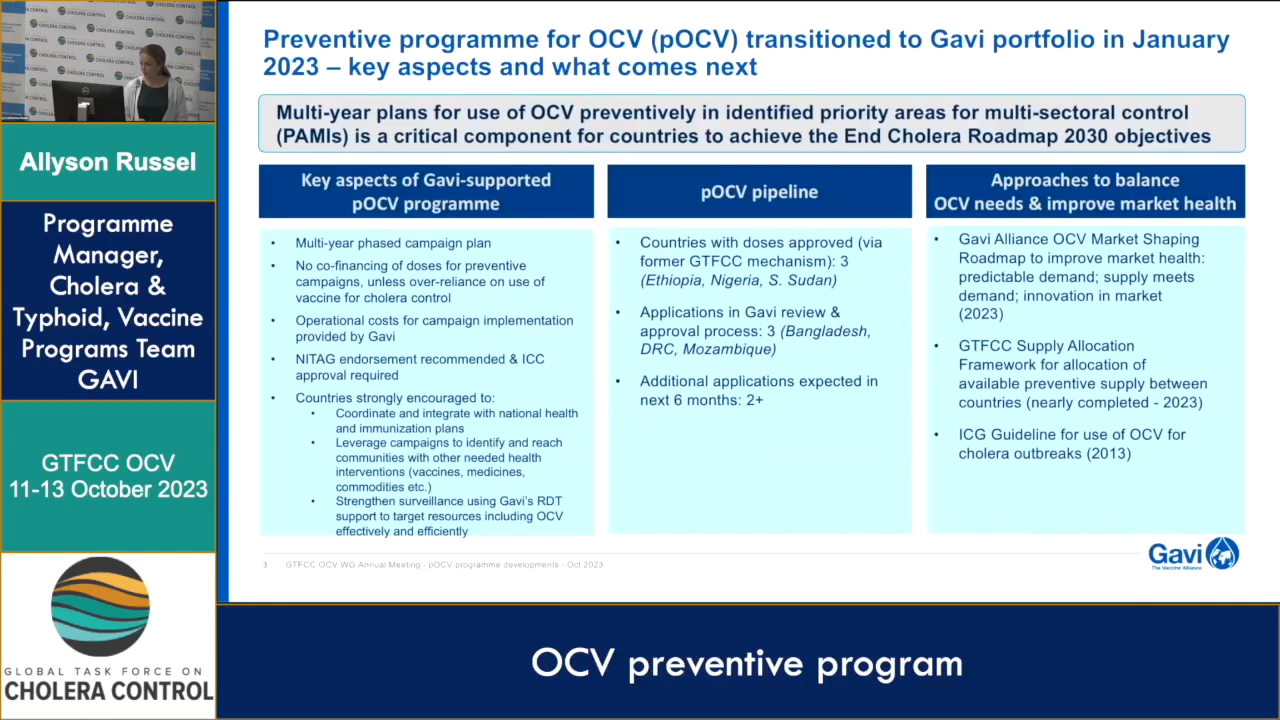 Allyson Russel
Programme
Manager,
Cholera &
Typhoid, Vaccine
Programs Team
GAVI
GTFCC OCV
11-13 October 2023
GLOBAL TASK FORCE ON
CHOLERA CONTROL
Preventive programme for OCV (pOCV) transitioned to Gavi portfolio in January
2023 – key aspects and what comes next
Multi-year plans for use of OCV preventively in identified priority areas for multi-sectoral control
(PAMIs) is a critical component for countries to achieve the End Cholera Roadmap 2030 objectives
Key aspects of Gavi-supported
pOCV programme
• Multi-year phased campaign plan
• No co-financing of doses for preventive
campaigns, unless over-reliance on use of
vaccine for cholera control
• Operational costs for campaign implementation
provided by Gavi
• NITAG endorsement recommended & ICC
approval required
• Countries strongly encouraged to:
• Coordinate and integrate with national health
and immunization plans
• Leverage campaigns to identify and reach
communities with other needed health
interventions (vaccines, medicines,
commodities etc.)
• Strengthen surveillance using Gavi's RDT
support to target resources including OCV
effectively and efficiently
pOCV pipeline
• Countries with doses approved (via
former GTFCC mechanism): 3
(Ethiopia, Nigeria, S. Sudan)
• Applications in Gavi review &
approval process: 3 (Bangladesh,
DRC, Mozambique)
• Additional applications expected in
next 6 months: 2+
Approaches to balance
OCV needs & improve market health
• Gavi Alliance OCV Market Shaping
Roadmap to improve market health:
predictable demand; supply meets
demand; innovation in market
(2023)
• GTFCC Supply Allocation
Framework for allocation of
available preventive supply between
countries (nearly completed - 2023)
• ICG Guideline for use of OCV for
cholera outbreaks (2013)
3 GTFCC OCV WG Annual Meeting - pOCV programme developments - Oct 2023
Gavi
The Vaccine Alliance
OCV preventive program